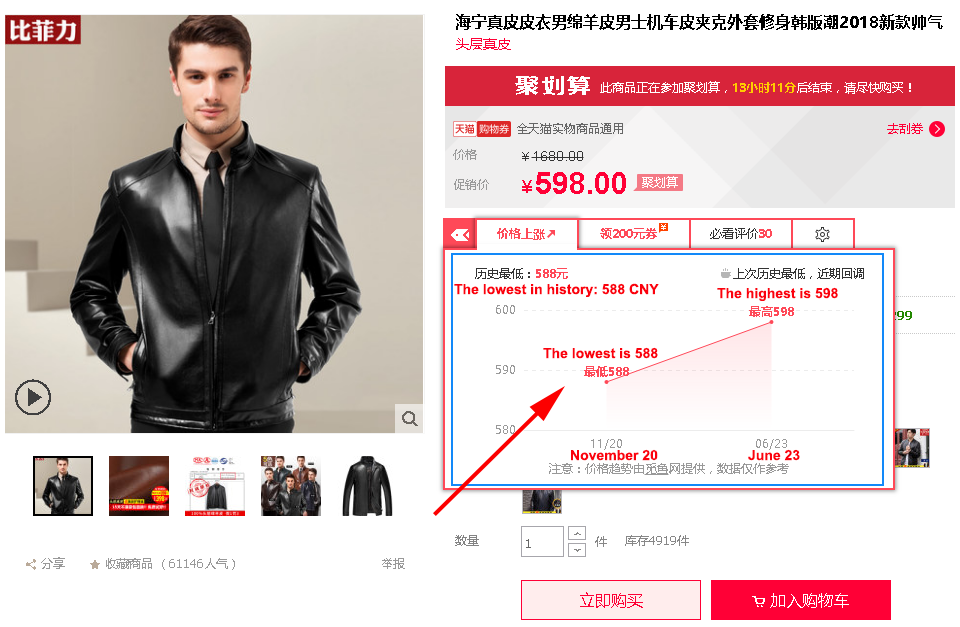 比菲力
海宁真皮皮衣男绵羊皮男士机车皮夹克外套修身韩版潮2018新款帅气
头层真皮
聚划算 此商品正在参加聚划算，13小时11分后结束，请尽快购买！
天猫 购物券 全天猫实物商品通用 去刮券
价格 ¥1680.00
促销价 ¥598.00 聚划算
价格上涨↗ 领200元券 必看评价30
历史最低：588元 上次历史最低，近期回调
The lowest in history: 588 CNY The highest is 598
600 最高598
99
The lowest is 588
590 最低588
580
11/20 06/23
November 20 June 23
注意：价格趋势由觅鱼网提供，数据仅作参考
数量 1 件 库存4919件
分享 收藏商品 （61146人气） 举报
立即购买 加入购物车